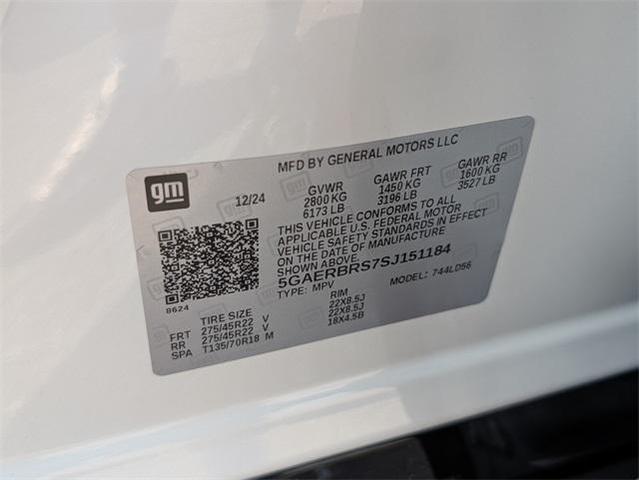 MFD BY GENERAL MOTORS LLC
gm
12/24 GVWR GAWR FRT GAWR RR
2800 KG 1450 KG 1600 KG
6173 LB 3196 LB 3527 LB
THIS VEHICLE CONFORMS TO ALL
APPLICABLE U.S. FEDERAL MOTOR
VEHICLE SAFETY STANDARDS IN EFFECT
ON THE DATE OF MANUFACTURE
SHOWN ABOVE.
5GAERBRS7SJ151184
TYPE: MPV MODEL: 744LD56
8624
TIRE SIZE RIM
FRT 275/45R22 V 22X8.5J
RR 275/45R22 V 22X8.5J
SPA T135/70R18 M 18X4.5B